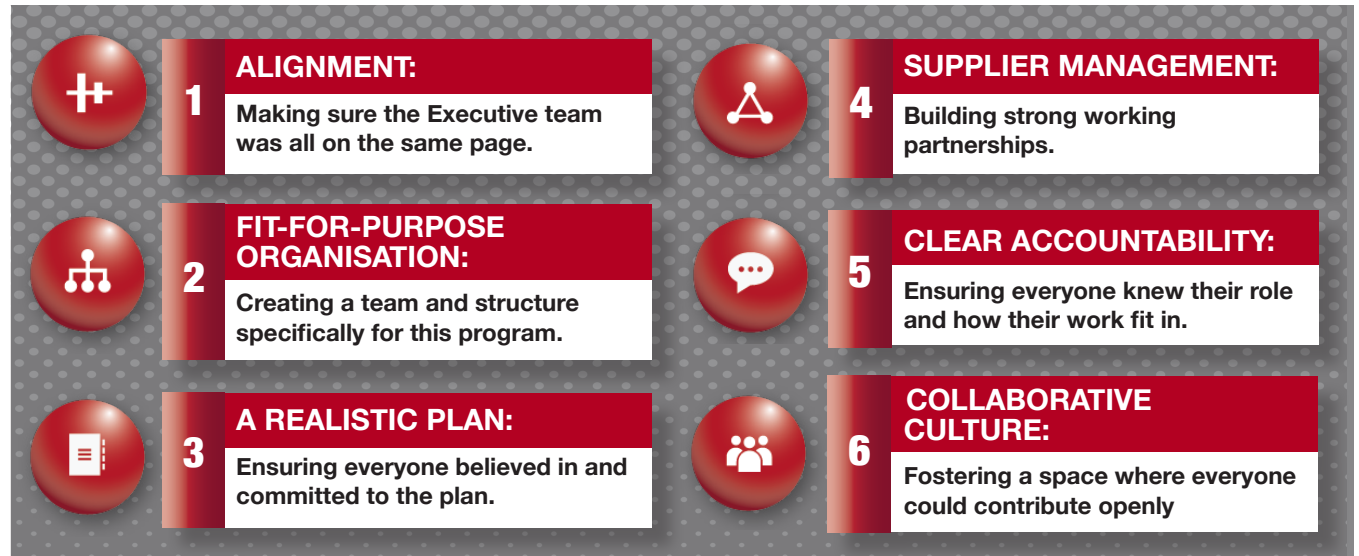 1
ALIGNMENT:
Making sure the Executive team
was all on the same page.
2
FIT-FOR-PURPOSE
ORGANISATION:
Creating a team and structure
specifically for this program.
3
A REALISTIC PLAN:
Ensuring everyone believed in and
committed to the plan.
4
SUPPLIER MANAGEMENT:
Building strong working
partnerships.
5
CLEAR ACCOUNTABILITY:
Ensuring everyone knew their role
and how their work fit in.
6
COLLABORATIVE
CULTURE:
Fostering a space where everyone
could contribute openly